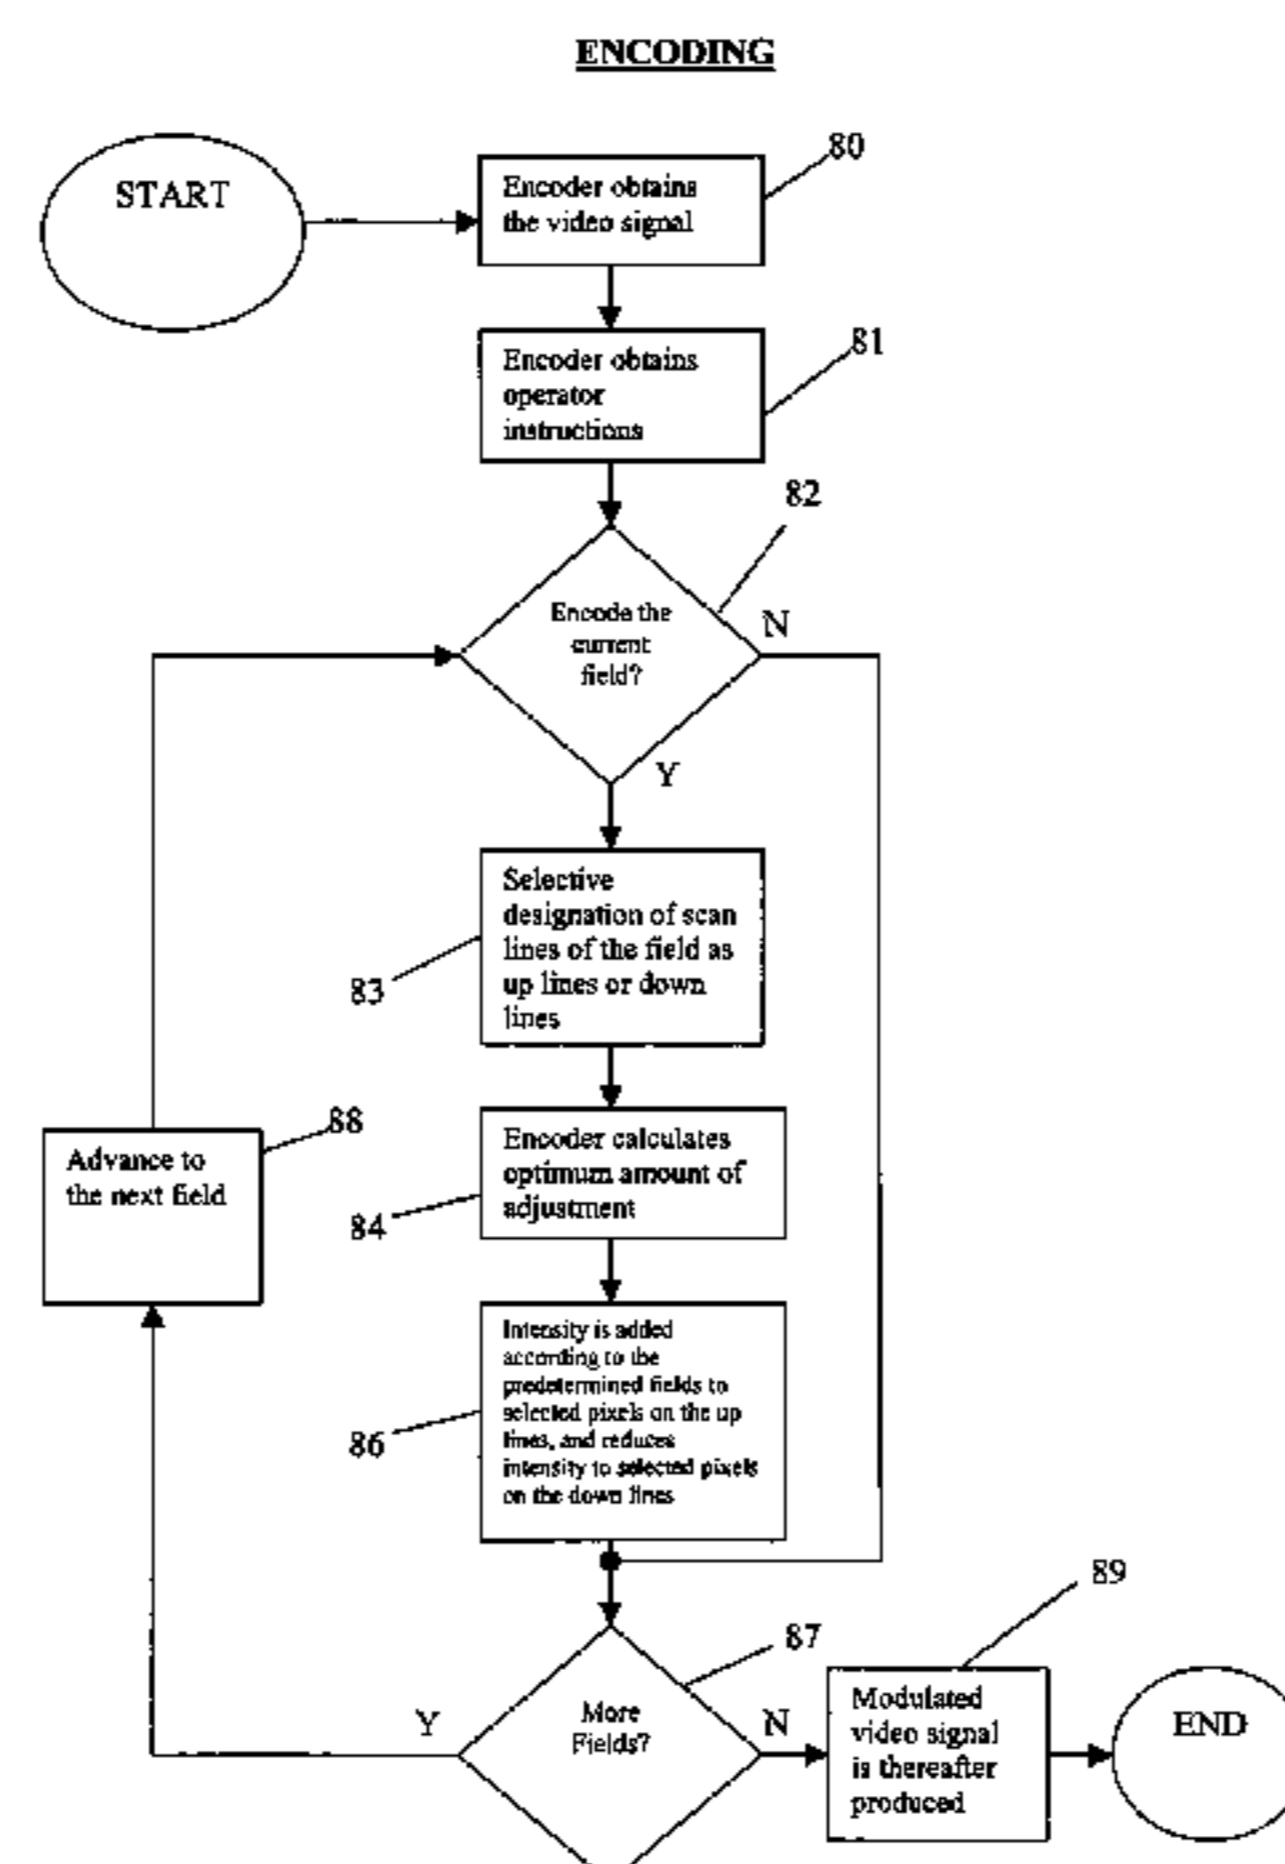 ENCODING
START
80
Encoder obtains
the video signal
81
Encoder obtains
operator
instructions
82
Encode the
current
field?
N
Y
83
Selective
designation of scan
lines of the field as
up lines or down
lines
88
Advance to
the next field
84
Encoder calculates
optimum amount of
adjustment
86
Intensity is added
according to the
predetermined fields to
selected pixels on the up
lines, and reduces
intensity to selected pixels
on the down lines
87
More
Fields?
Y
N
89
Modulated
video signal
is thereafter
produced
END